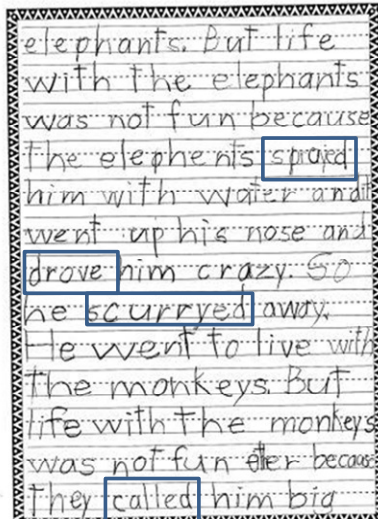 elephants. But life
with the elephants
was not fun because
the elephents sprayed
him with water and it
went up his nose and
drove him crazy. So
he scurryed away.
He went to live with
the monkeys. But
life with the monkeys
was not fun ether because
they called him big